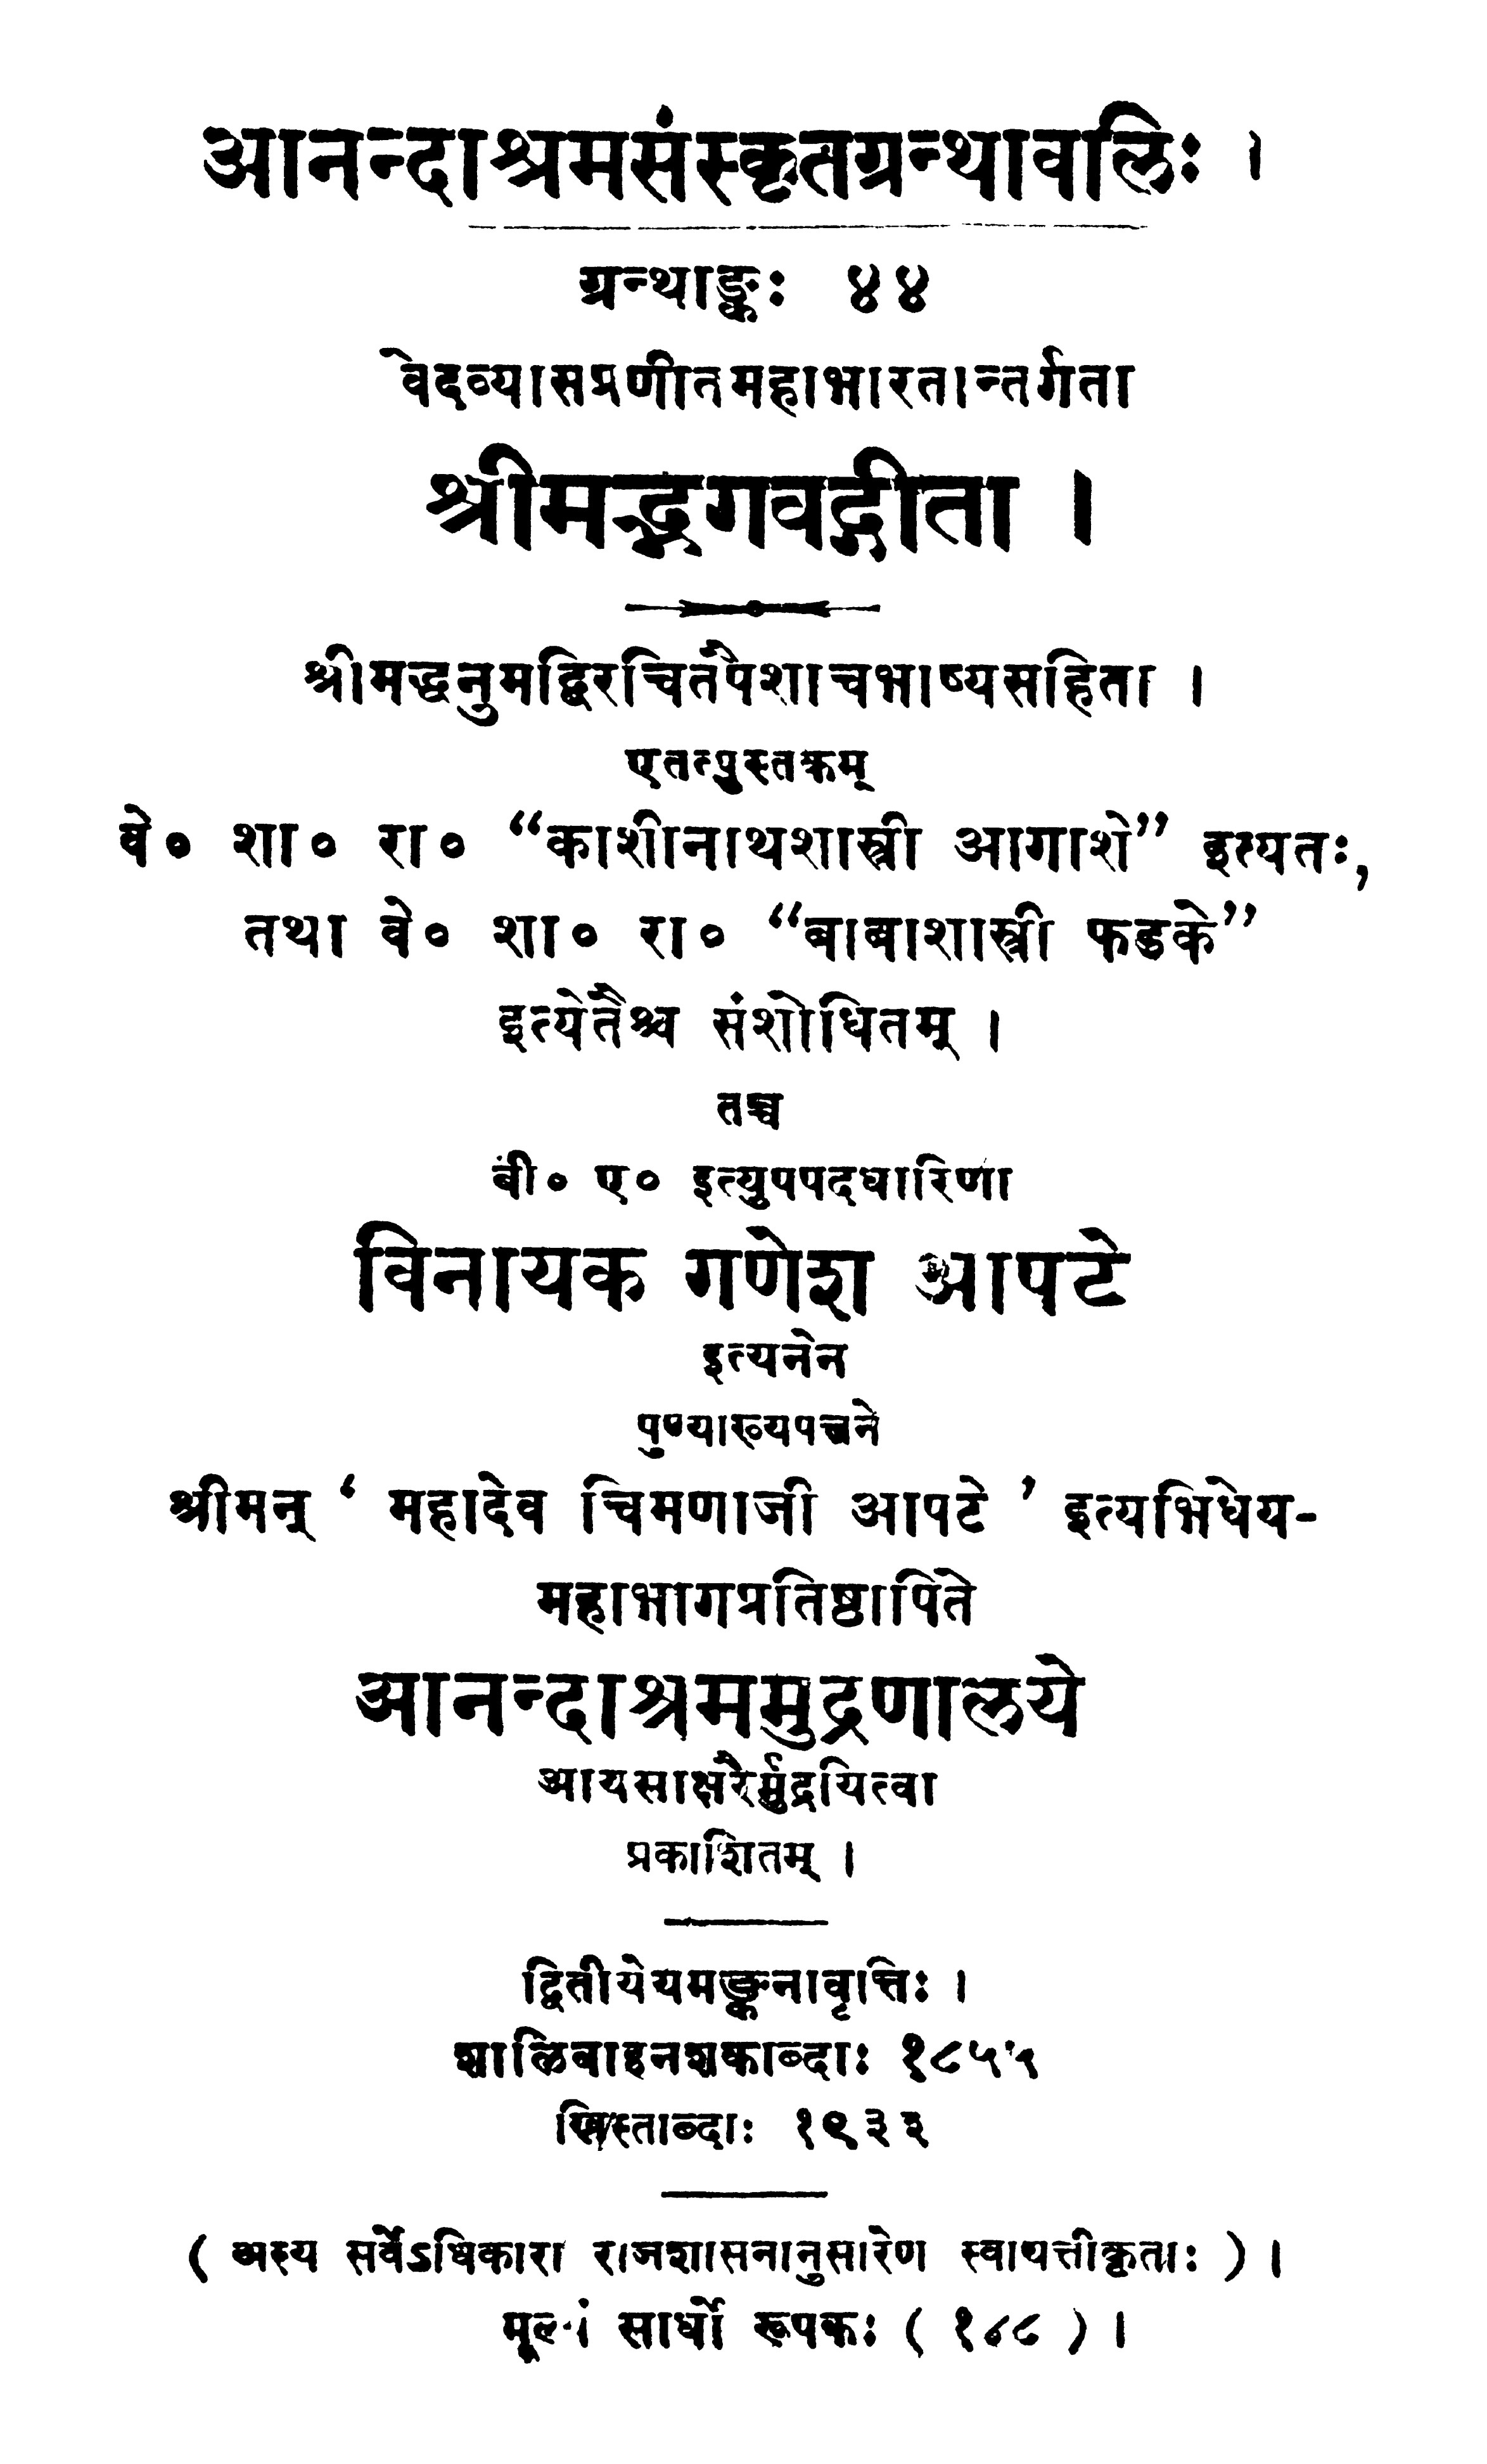 आनन्दाश्रमसंस्कृतग्रन्थावलिः ।
ग्रन्थाङ्कः ४४
वेदव्यासप्रणीतमहाभारतान्तर्गता
श्रीमद्भगवद्गीता ।
श्रीमद्धनुमद्विरचितपैशाचभाष्यसहिता ।
एतत्पुस्तकम्
वे० शा० रा० “काशीनाथशास्त्री आगाशे” इत्येतैः,
तथा वे० शा० रा० “बाबाशास्त्री फडके”
इत्येतैश्च संशोधितम् ।
तच्च
बी० ए० इत्युपपदधारिणा
विनायक गणेश आपटे
इत्यनेन
पुण्याख्यपत्तने
श्रीमन् ‘ महादेव चिमणाजी आपटे ’ इत्यभिधेय-
महाभागप्रतिष्ठापिते
आनन्दाश्रममुद्रणालये
आयसाक्षरैर्मुद्रयित्वा
प्रकाशितम् ।
द्वितीयेयमङ्कनावृत्तिः ।
शालिवाहनशकाब्दाः १८५५
ख्रिस्ताब्दाः १९३३
( अस्य सर्वेऽधिकारा राजशासनानुसारेण स्वायत्तीकृताः ) ।
मूल्यं सार्धो रूपकः ( १४८ ) ।